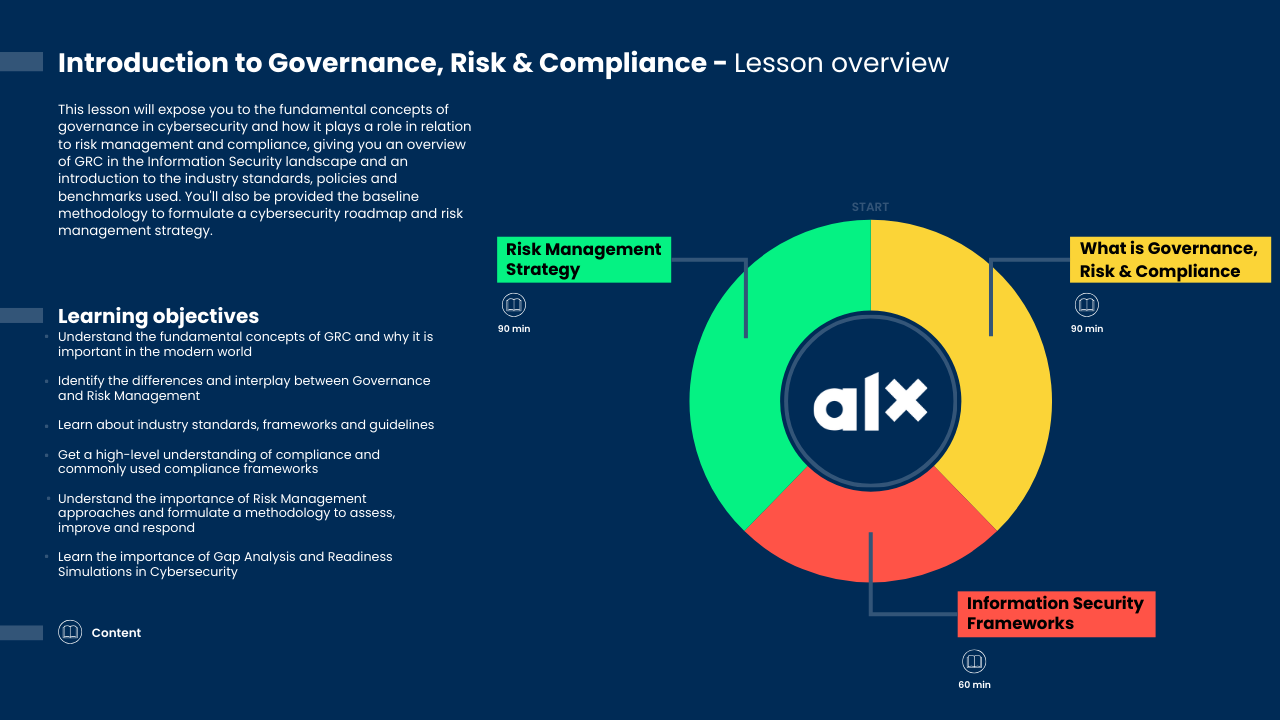 Introduction to Governance, Risk & Compliance - Lesson overview
This lesson will expose you to the fundamental concepts of
governance in cybersecurity and how it plays a role in relation
to risk management and compliance, giving you an overview
of GRC in the Information Security landscape and an
introduction to the industry standards, policies and
benchmarks used. You'll also be provided the baseline
methodology to formulate a cybersecurity roadmap and risk
management strategy.
Learning objectives
Understand the fundamental concepts of GRC and why it is
important in the modern world
Identify the differences and interplay between Governance
and Risk Management
Learn about industry standards, frameworks and guidelines
Get a high-level understanding of compliance and
commonly used compliance frameworks
Understand the importance of Risk Management
approaches and formulate a methodology to assess,
improve and respond
Learn the importance of Gap Analysis and Readiness
Simulations in Cybersecurity
Content
START
Risk Management
Strategy
90 min
What is Governance,
Risk & Compliance
90 min
alx
Information Security
Frameworks
60 min